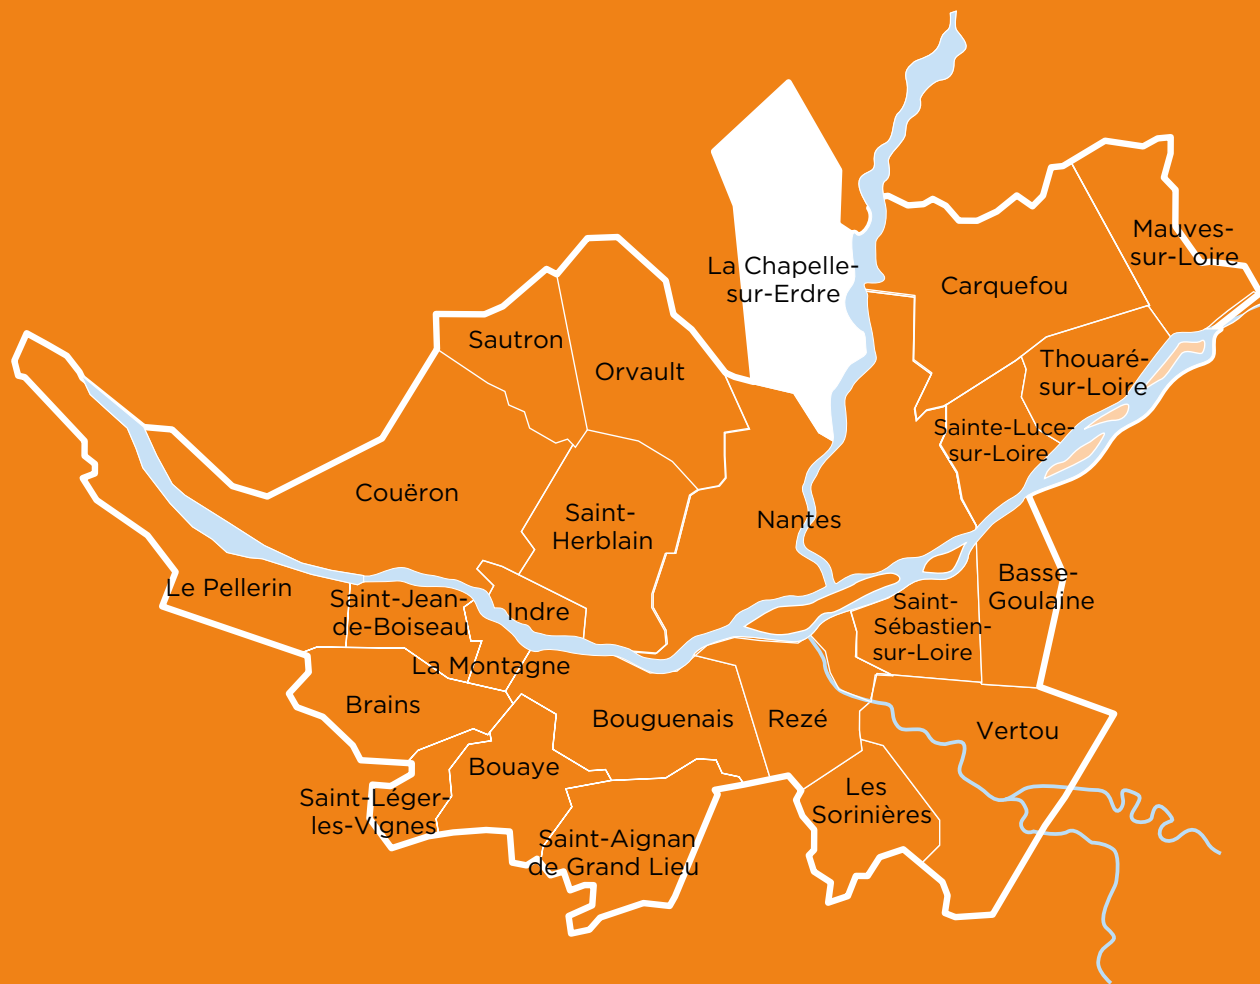 Mauves-
sur-Loire
La Chapelle-
sur-Erdre
Carquefou
Sautron
Orvault
Thouaré-
sur-Loire
Sainte-Luce-
sur-Loire
Couëron
Saint-
Herblain
Nantes
Le Pellerin
Saint-Jean-
de-Boiseau
Indre
Basse-
Goulaine
Saint-
Sébastien-
sur-Loire
La Montagne
Brains
Bouguenais
Rezé
Vertou
Bouaye
Saint-Léger-
les-Vignes
Les
Sorinières
Saint-Aignan
de Grand Lieu